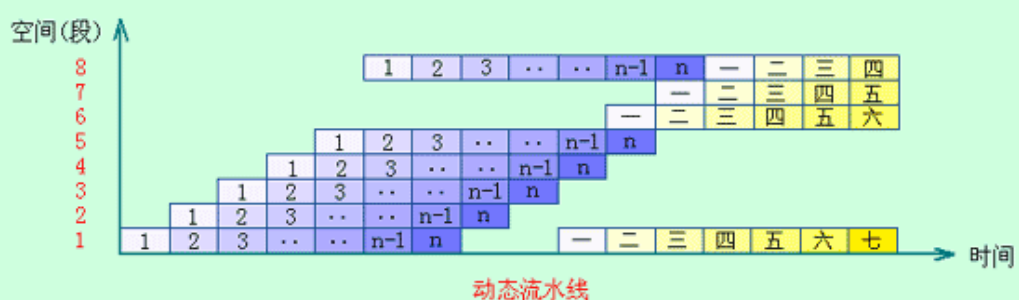 空间(段)
8 1 2 3 ‥ ‥ n-1 n 一 二 三 四
7 一 二 三 四 五
6 一 二 三 四 五 六
5 1 2 3 ‥ ‥ n-1 n
4 1 2 3 ‥ ‥ n-1 n
3 1 2 3 ‥ ‥ n-1 n
2 1 2 3 ‥ ‥ n-1 n
1 1 2 3 ‥ ‥ n-1 n 一 二 三 四 五 六 七
时间
动态流水线